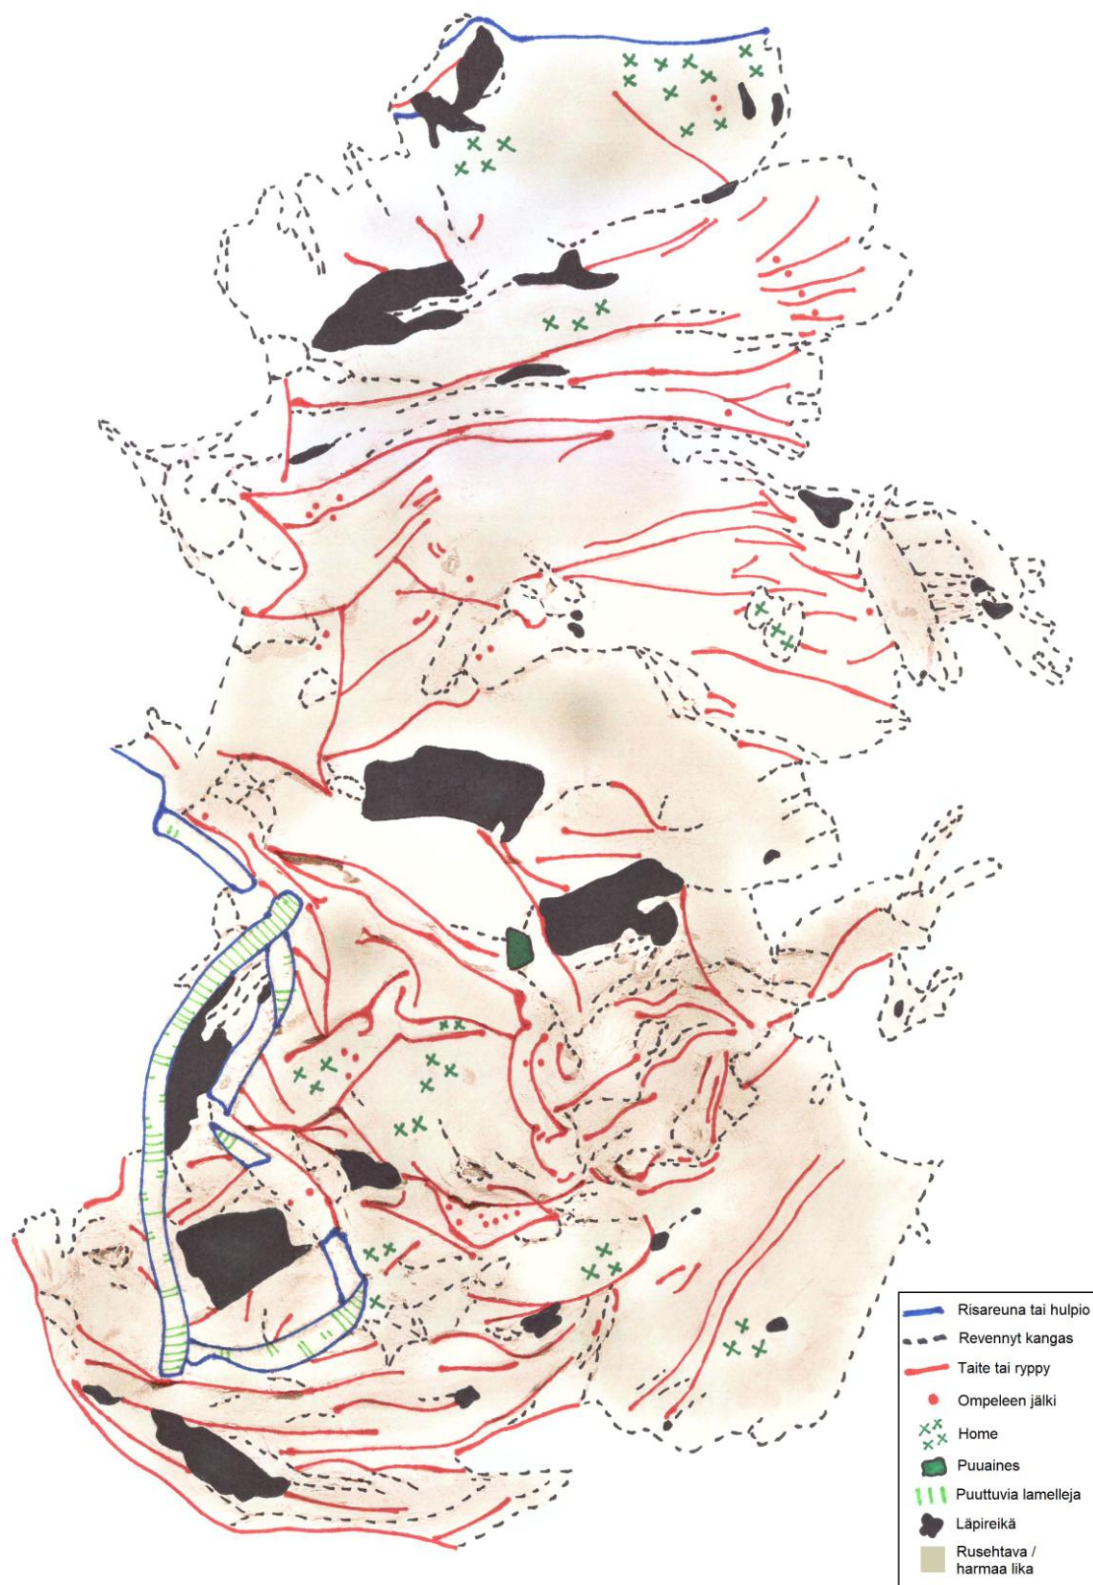 Risareuna tai hulpio
Revennyt kangas
Taite tai ryppy
Ompeleen jälki
Home
Puuaines
Puuttuvia lamelleja
Läpireikä
Rusehtava /
harmaa lika